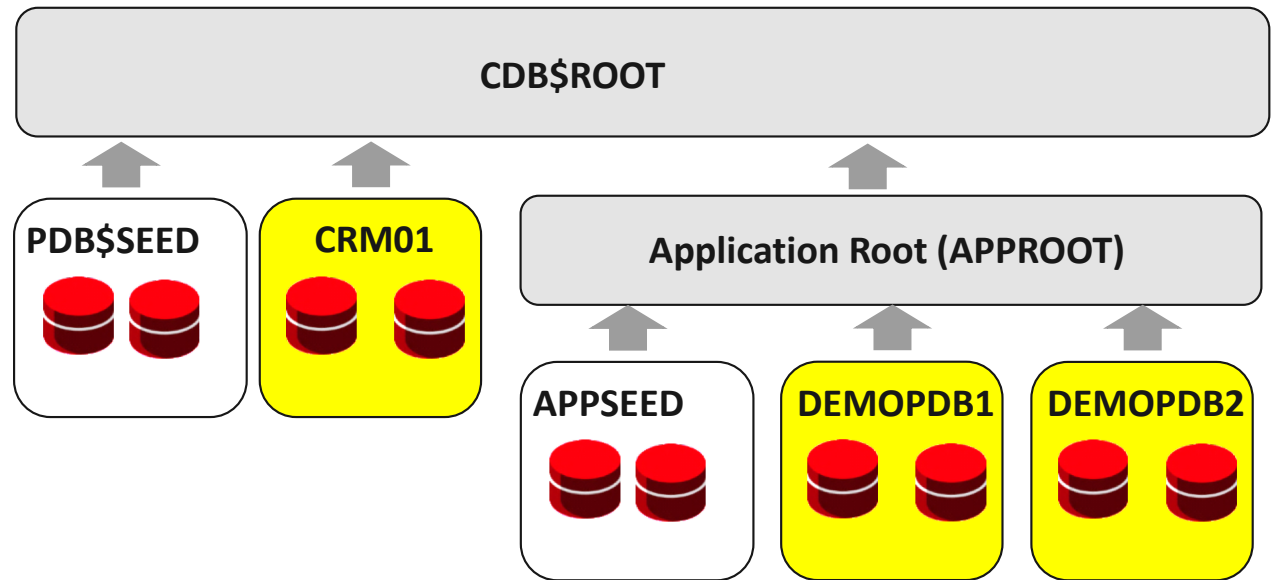 CDB$ROOT
PDB$SEED
CRM01
Application Root (APPROOT)
APPSEED
DEMOPDB1
DEMOPDB2